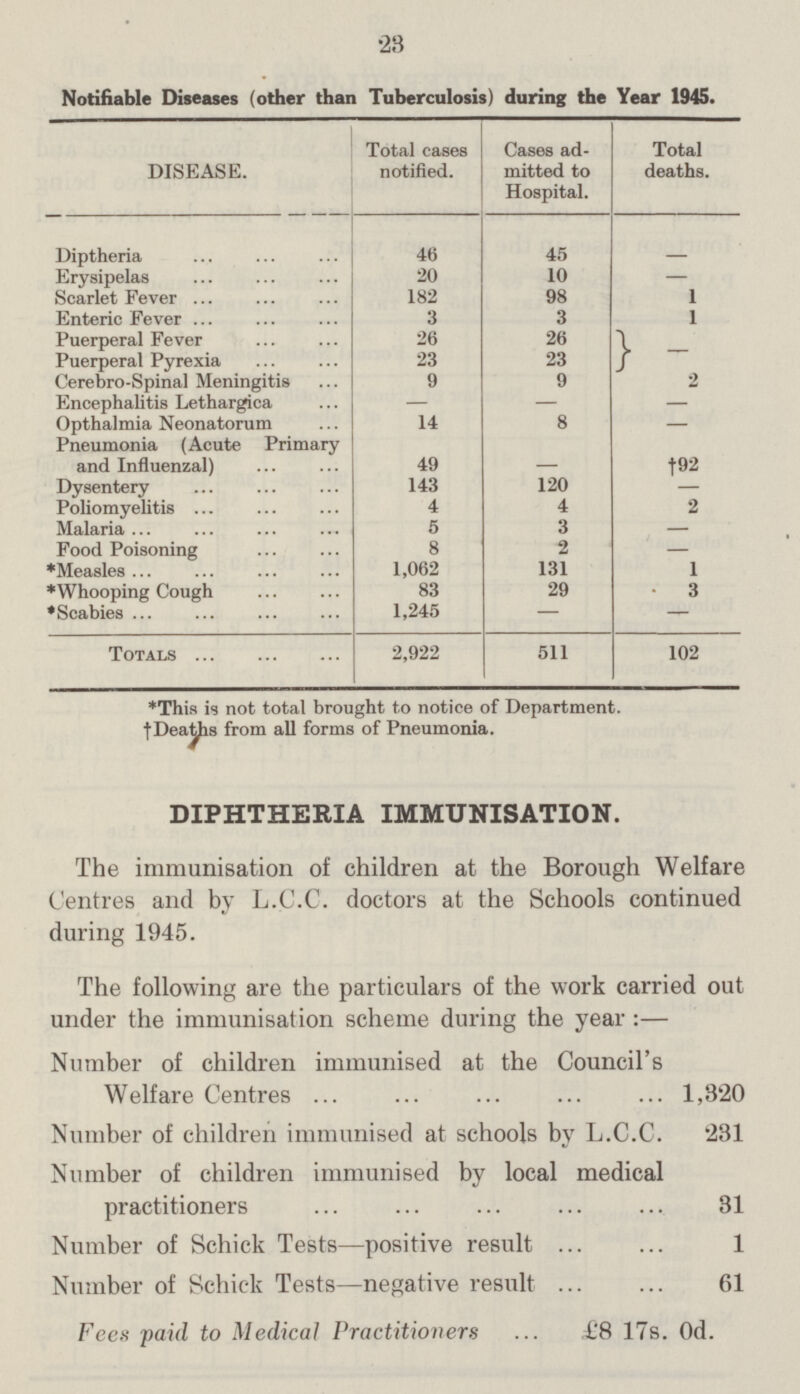 23
Notifiable Diseases (other than Tuberculosis) during the Year 1945.
DISEASE. Total cases notified. Cases ad- mitted to Hospital. Total deaths.
Diptheria ... ... ... 46 45 —
Erysipelas ... ... ... 20 10 —
Scarlet Fever ... ... ... 182 98 1
Enteric Fever ... ... ... 3 3 1
Puerperal Fever ... ... 26 26 } —
Puerperal Pyrexia ... ... 23 23
Cerebro-Spinal Meningitis ... 9 9 2
Encephalitis Lethargica ... — — —
Opthalmia Neonatorum ... 14 8 —
Pneumonia (Acute Primary
and Influenzal) ... ... 49 — †92
Dysentery ... ... ... 143 120 —
Poliomyelitis ... ... ... 4 4 2
Malaria ... ... ... ... 5 3 —
Food Poisoning ... ... 8 2 —
*Measles ... ... ... ... 1,062 131 1
*Whooping Cough ... ... 83 29 3
*Scabies ... ... ... ... 1,245 — —
TOTALS ... ... ... 2,922 511 102
*This is not total brought to notice of Department.
†Deaths from all forms of Pneumonia.
DIPHTHERIA IMMUNISATION.
The immunisation of children at the Borough Welfare
Centres and by L.C.C. doctors at the Schools continued
during 1945.
The following are the particulars of the work carried out
under the immunisation scheme during the year :—
Number of children immunised at the Council's
Welfare Centres ... ... ... ... ... 1,320
Number of children immunised at schools by L.C.C. 231
Number of children immunised by local medical
practitioners ... ... ... ... ... 31
Number of Schick Tests—positive result ... ... 1
Number of Schick Tests—negative result ... ... 61
Fees paid to Medical Practitioners ... £8 17s. 0d.